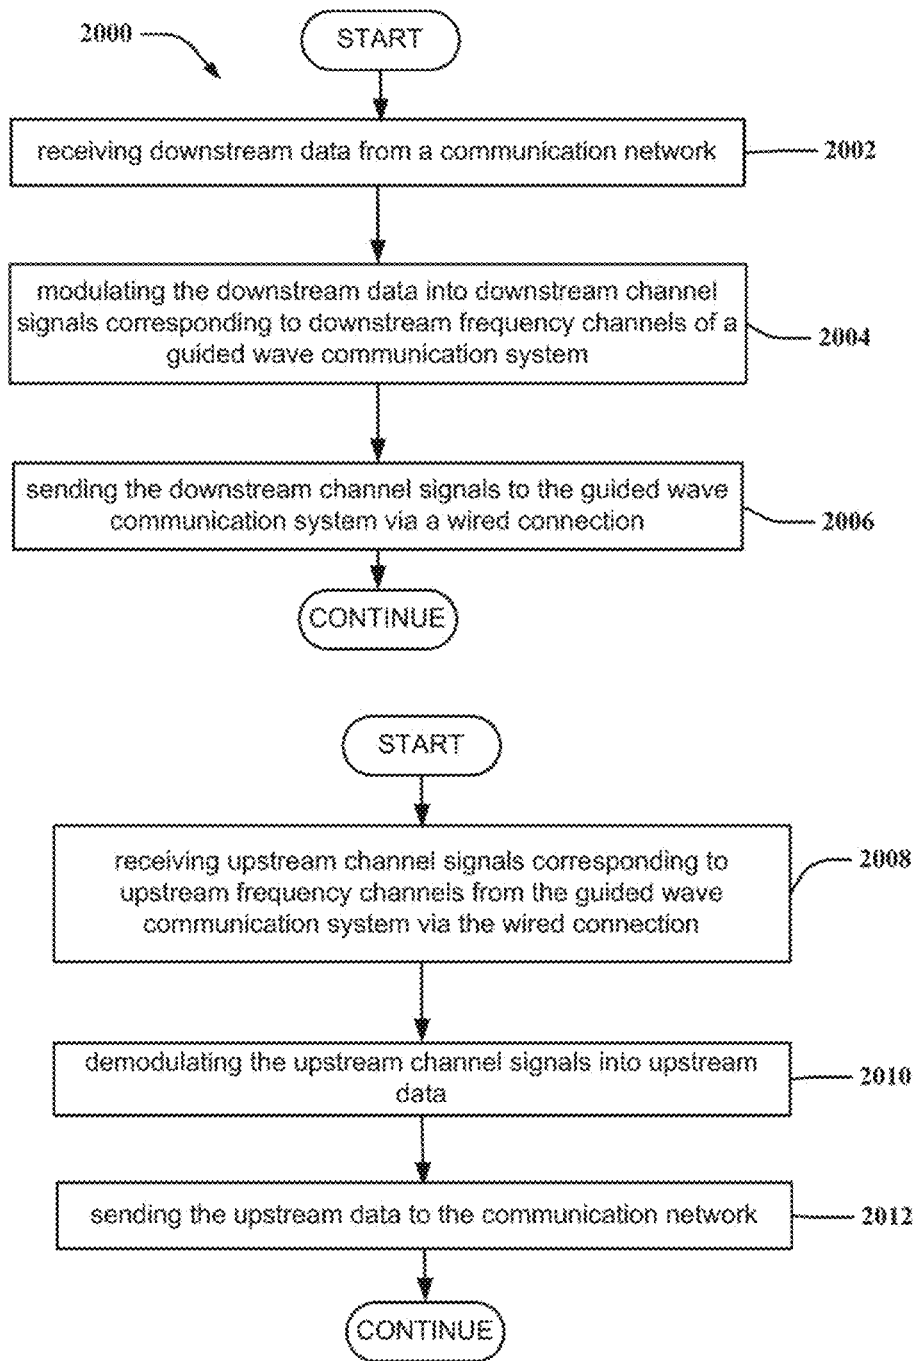 2000
START
receiving downstream data from a communication network
2002
modulating the downstream data into downstream channel
signals corresponding to downstream frequency channels of a
guided wave communication system
2004
sending the downstream channel signals to the guided wave
communication system via a wired connection
2006
CONTINUE
START
receiving upstream channel signals corresponding to
upstream frequency channels from the guided wave
communication system via the wired connection
2008
demodulating the upstream channel signals into upstream
data
2010
sending the upstream data to the communication network
2012
CONTINUE